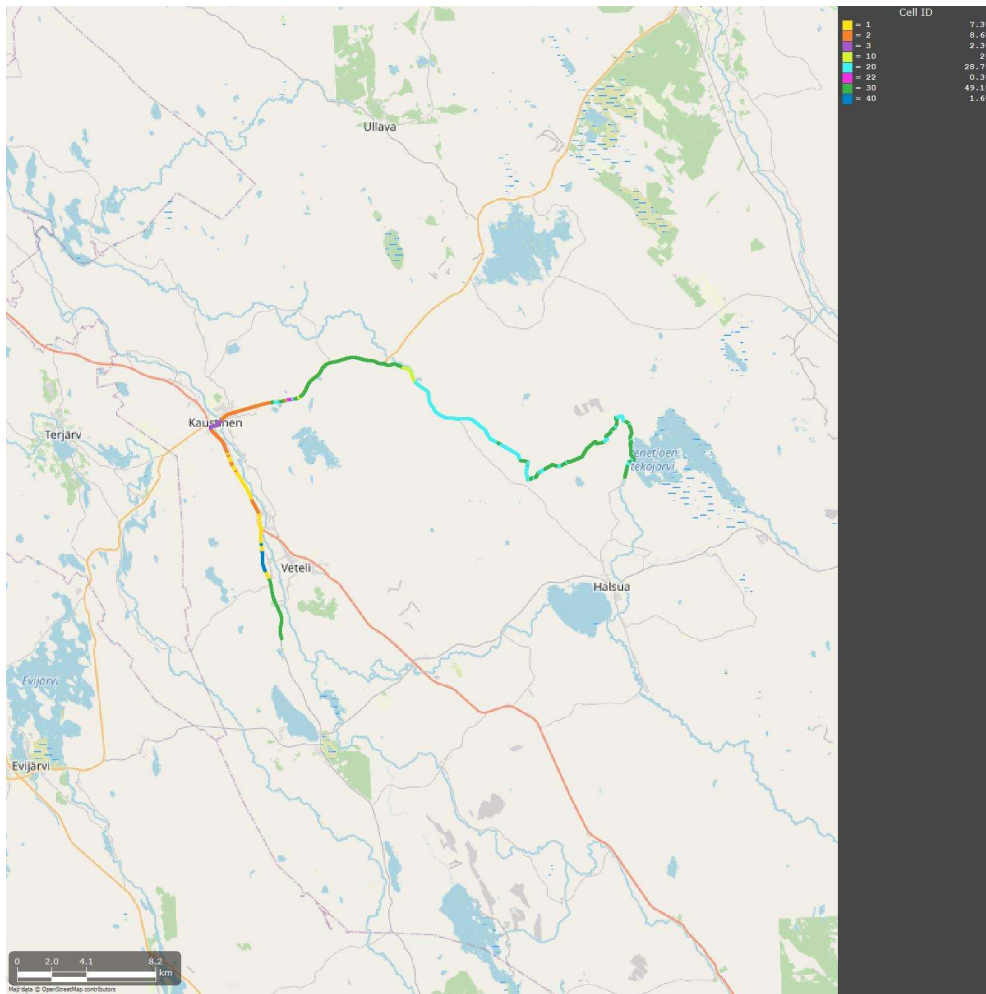 Cell ID
= 1 7.3
= 2 8.6
= 3 2.3
= 10 2
= 20 28.7
= 22 0.3
= 30 49.1
= 40 1.6
Ullava
Kaustinen
Terjärv
Veteli
Halsua
Evijärvi
Evijärvi
0 2.0 4.1 8.2
km
Map data © OpenStreetMap contributors